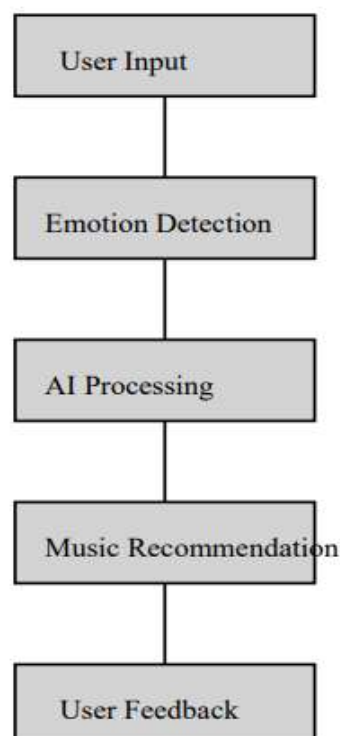 User Input
Emotion Detection
AI Processing
Music Recommendation
User Feedback